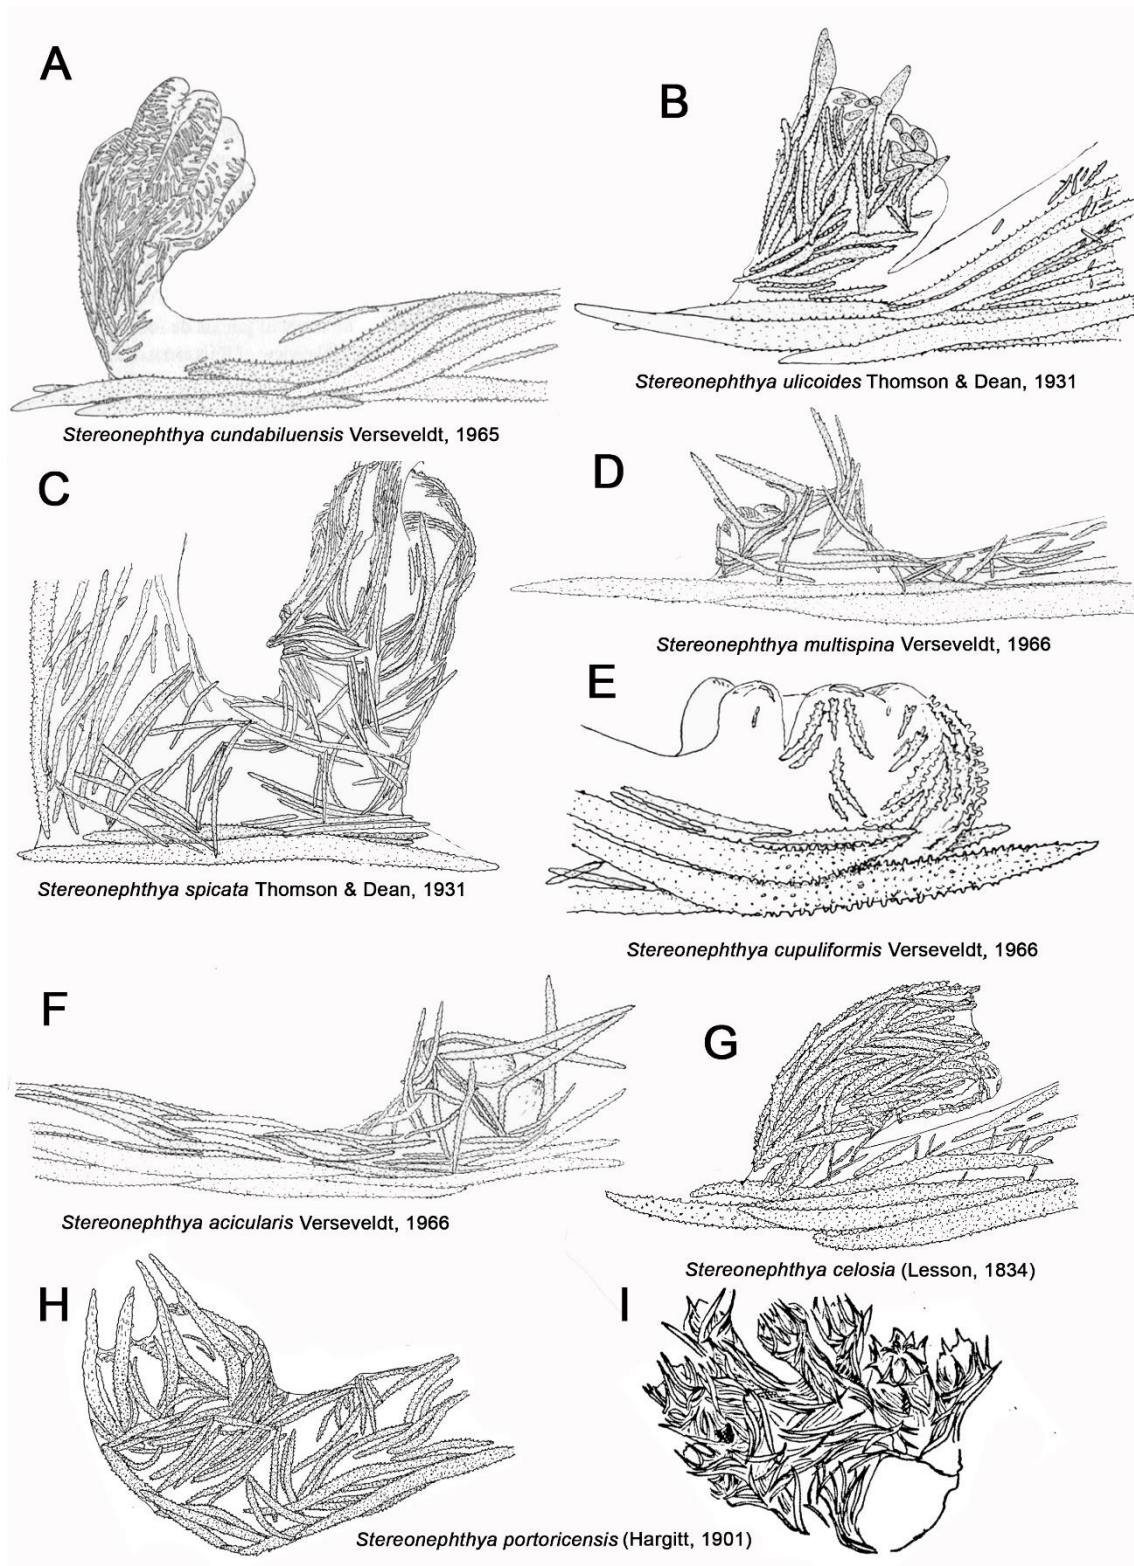 A
B
Stereonephthya ulicoides Thomson & Dean, 1931
Stereonephthya cundabiluensis Verseveldt, 1965
C
D
Stereonephthya multispina Verseveldt, 1966
E
Stereonephthya spicata Thomson & Dean, 1931
Stereonephthya cupuliformis Verseveldt, 1966
F
G
Stereonephthya acicularis Verseveldt, 1966
Stereonephthya celosia (Lesson, 1834)
H
I
Stereonephthya portoricensis (Hargitt, 1901)